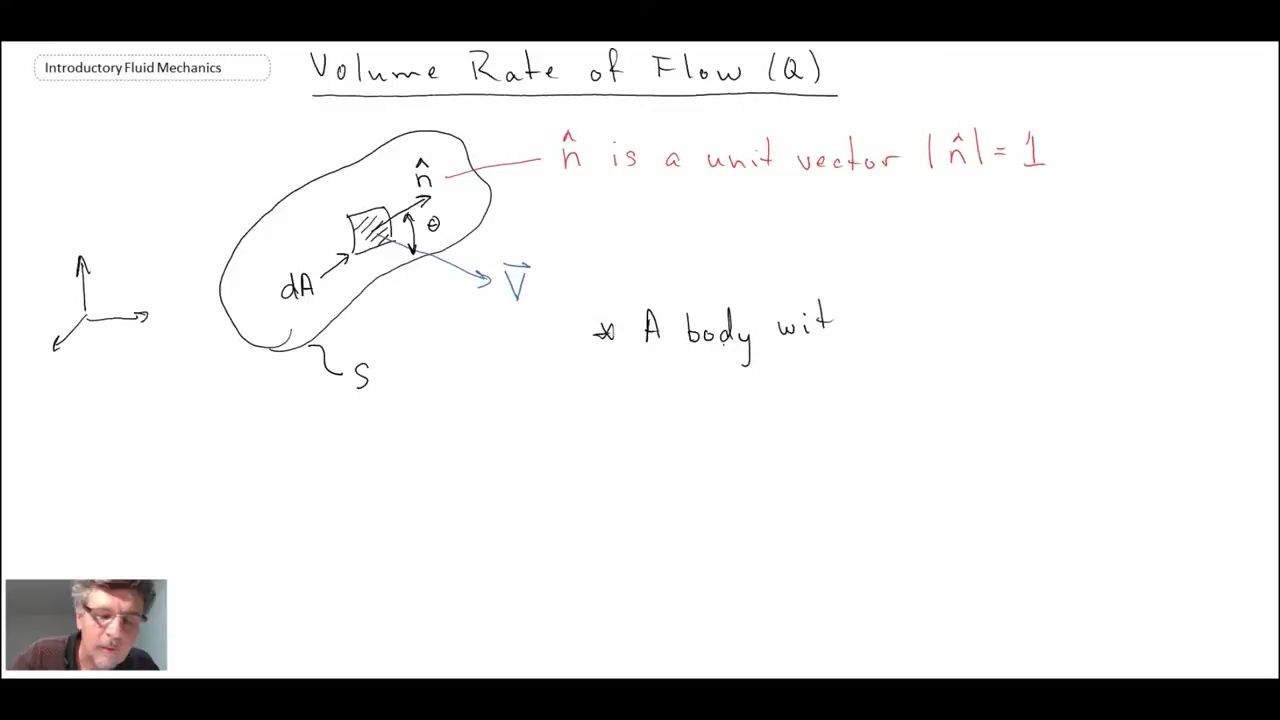 Introductory Fluid Mechanics
Volume Rate of Flow (Q)
n̂ is a unit vector |n̂| = 1
n̂
θ
dA
V⃗
* A body wit
S